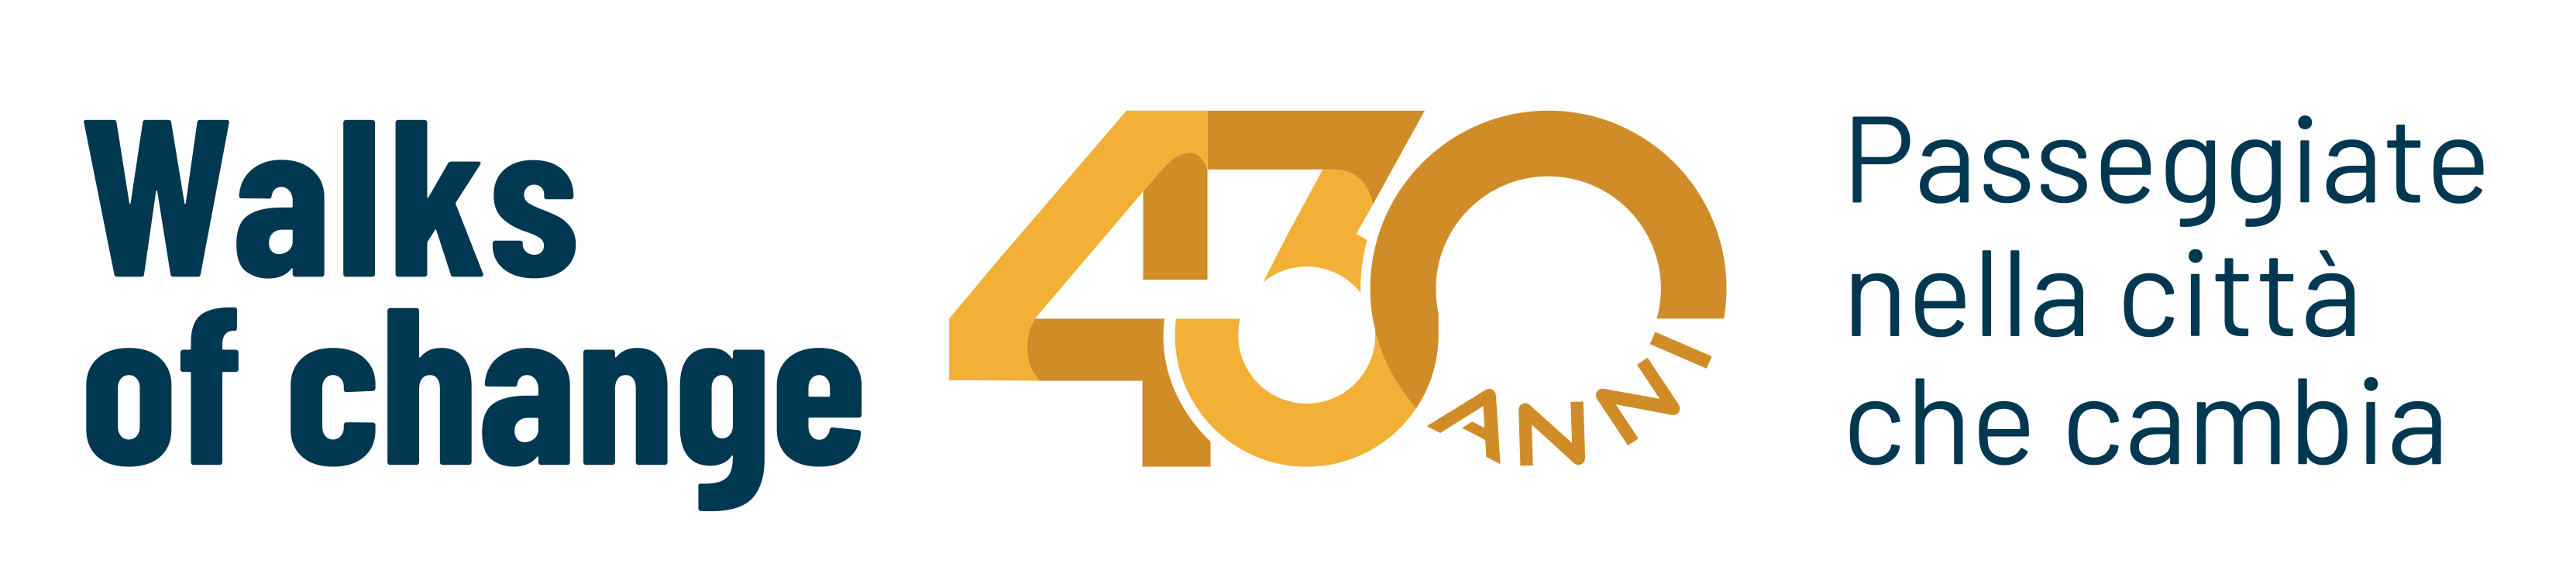 Walks
of change
430
ANNI
Passeggiate
nella città
che cambia